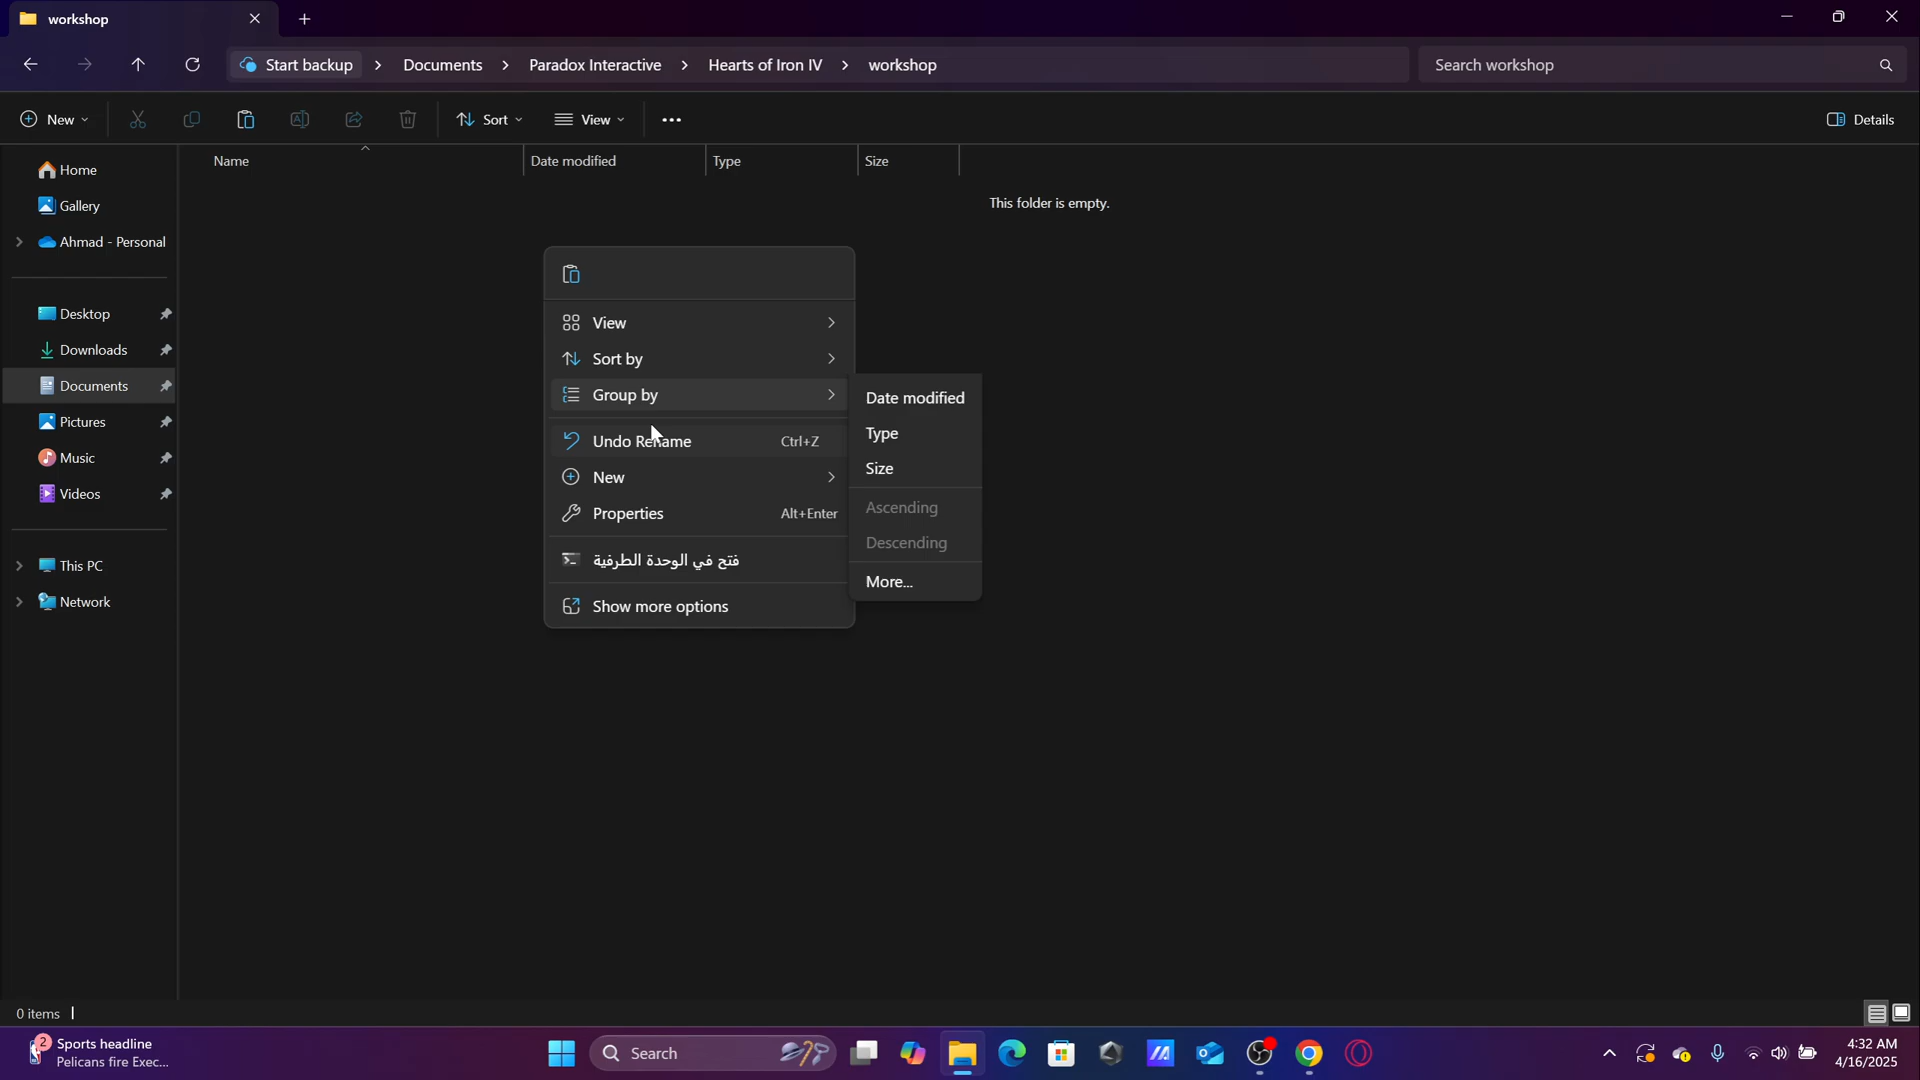 workshop
Start backup
Documents
Paradox Interactive
Hearts of Iron IV
workshop
Search workshop
New
Sort
View
Details
Name
Date modified
Type
Size
This folder is empty.
Home
Gallery
Ahmad - Personal
Desktop
Downloads
Documents
Pictures
Music
Videos
This PC
Network
View
Sort by
Group by
Undo Rename Ctrl+Z
New
Properties Alt+Enter
فتح في الوحدة الطرفية
Show more options
Date modified
Type
Size
Ascending
Descending
More...
0 items
2
Sports headline
Pelicans fire Exec...
Search
4:32 AM
4/16/2025